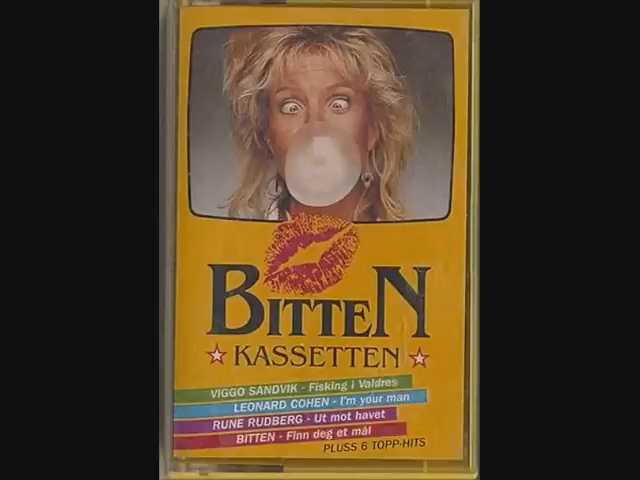 BITTEN
KASSETTEN
VIGGO SANDVIK - Fisking i Valdres
LEONARD COHEN - I'm your man
RUNE RUDBERG - Ut mot havet
BITTEN - Finn deg et mål
PLUSS 6 TOPP-HITS